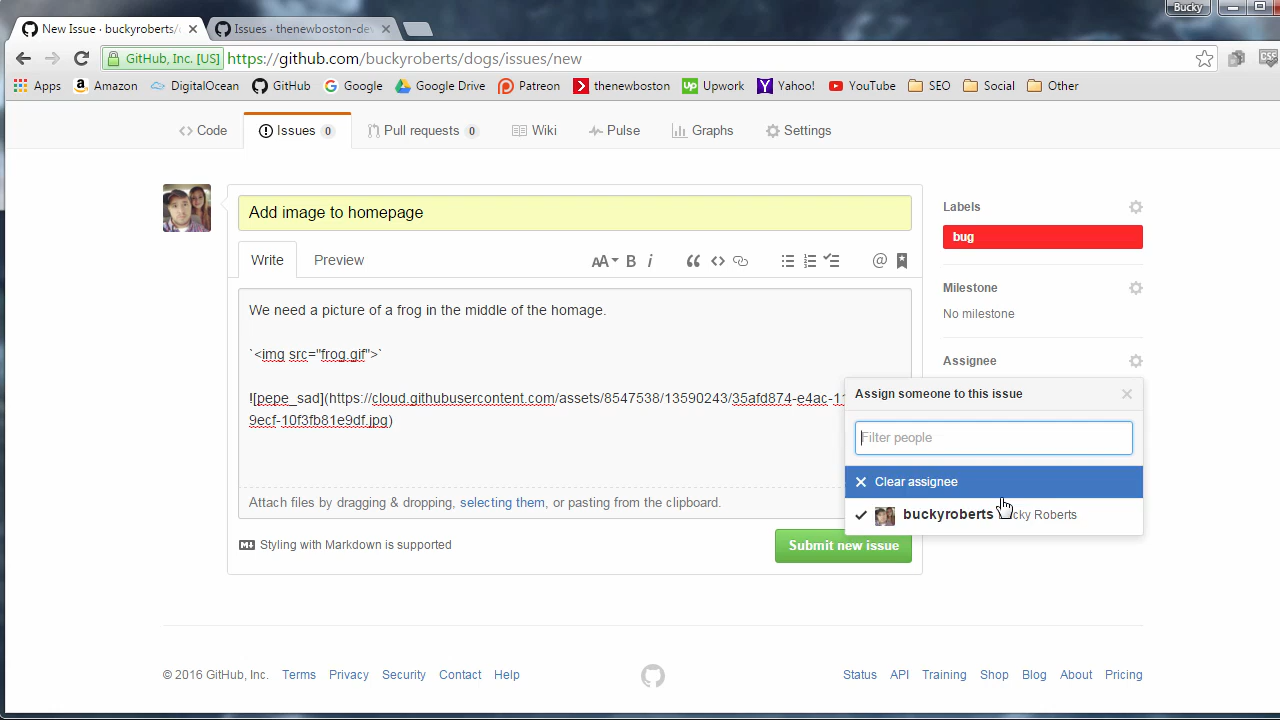 Bucky
New Issue · buckyroberts/
Issues · thenewboston-de
GitHub, Inc. [US] https://github.com/buckyroberts/dogs/issues/new
Apps Amazon DigitalOcean GitHub Google Google Drive Patreon thenewboston Upwork Yahoo! YouTube SEO Social Other
Code Issues 0 Pull requests 0 Wiki Pulse Graphs Settings
Add image to homepage
Labels
bug
Write Preview AA B i
Milestone
No milestone
We need a picture of a frog in the middle of the homage.
`<img src="frog.gif">`
Assignee
Assign someone to this issue
![pepe_sad](https://cloud.githubusercontent.com/assets/8547538/13590243/35afd874-e4ac-11
9ecf-10f3fb81e9df.jpg)
Filter people
Clear assignee
buckyroberts cky Roberts
Attach files by dragging & dropping, selecting them, or pasting from the clipboard.
Styling with Markdown is supported
Submit new issue
© 2016 GitHub, Inc. Terms Privacy Security Contact Help
Status API Training Shop Blog About Pricing